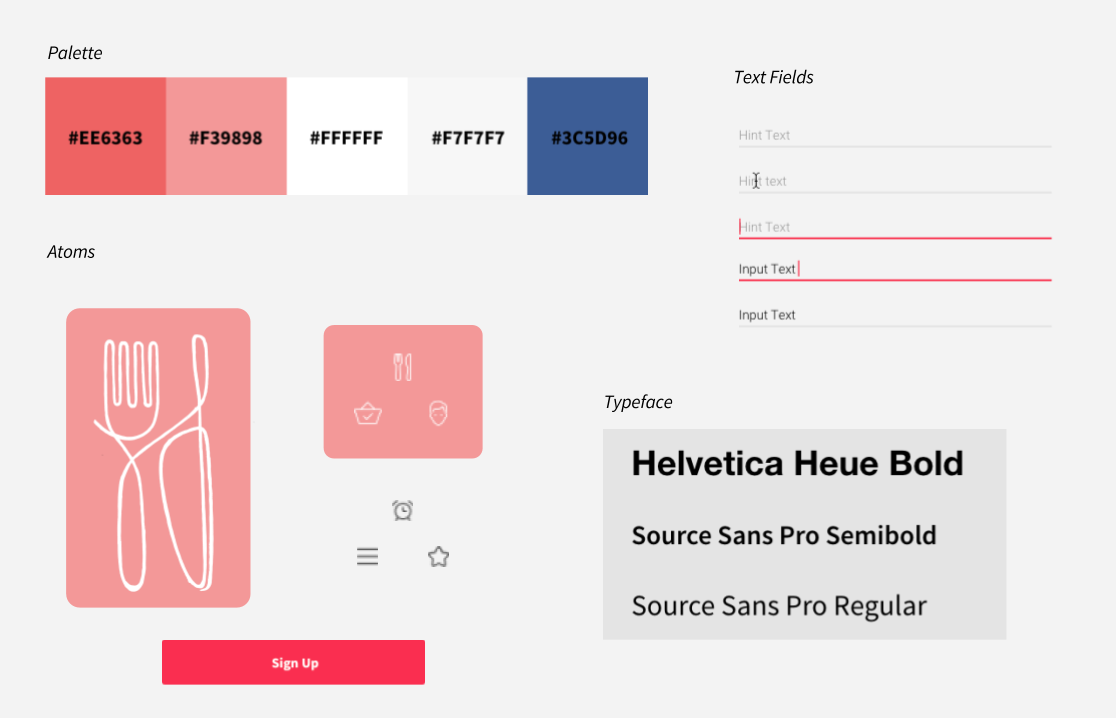 Palette
#EE6363
#F39898
#FFFFFF
#F7F7F7
#3C5D96
Text Fields
Hint Text
Hint text
Hint Text
Input Text
Input Text
Atoms
Sign Up
Typeface
Helvetica Heue Bold
Source Sans Pro Semibold
Source Sans Pro Regular